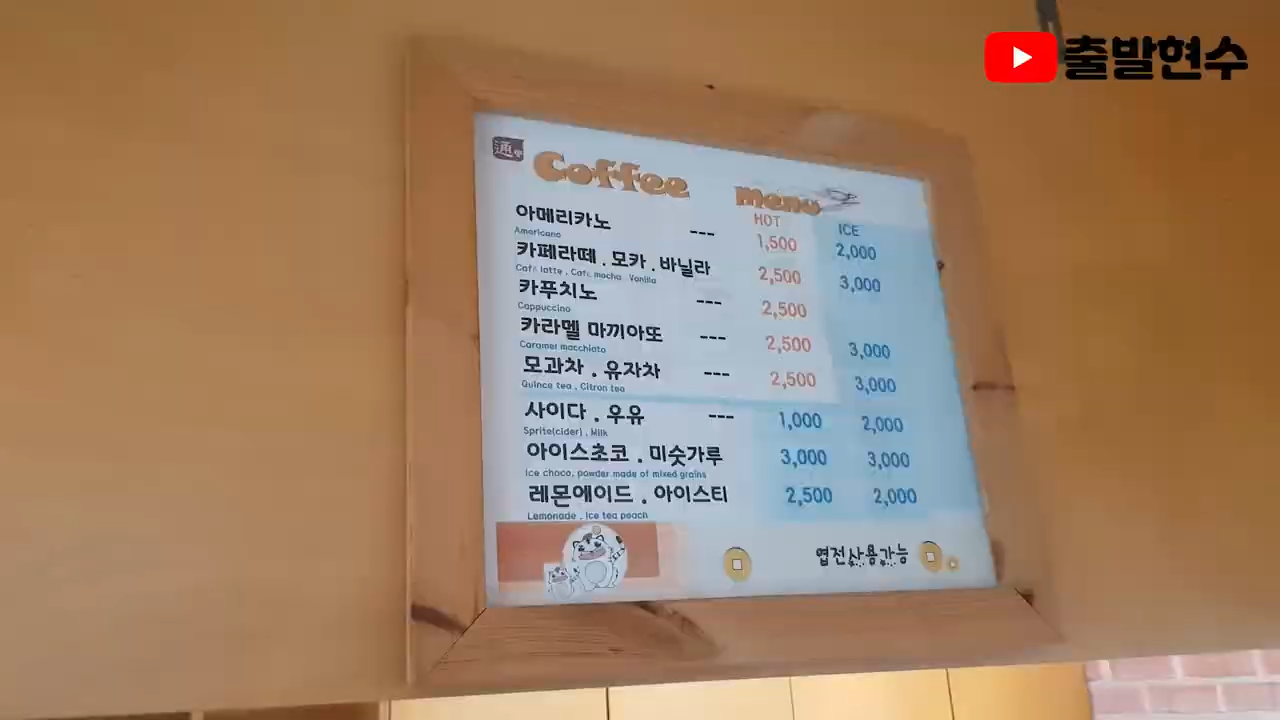 출발현수
通
Coffee menu
HOT ICE
아메리카노 --- 1,500 2,000
Americano
카페라떼 . 모카 . 바닐라 2,500 3,000
Cafe latte . Cafe mocha . Vanilla
카푸치노 --- 2,500
Cappuccino
카라멜 마끼아또 --- 2,500 3,000
Caramel macchiato
모과차 . 유자차 --- 2,500 3,000
Quince tea . Citron tea
사이다 . 우유 --- 1,000 2,000
Sprite(cider) . Milk
아이스초코 . 미숫가루 3,000 3,000
Ice choco, powder made of mixed grains
레몬에이드 . 아이스티 2,500 2,000
Lemonade . Ice tea peach
엽전사용가능